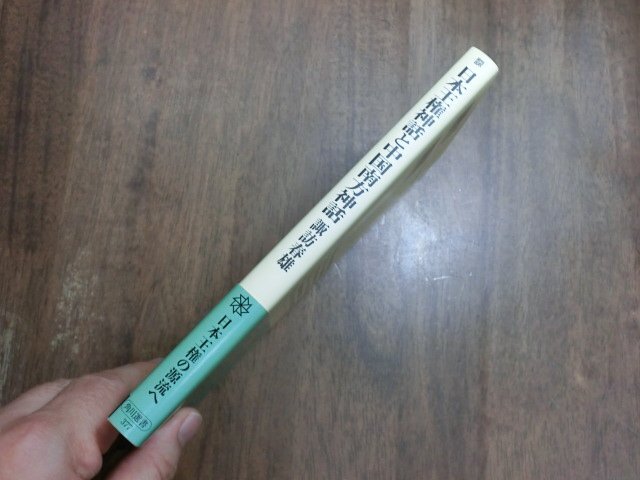 日本王権神話と中国南方神話 諏訪春雄
日本王権の源流へ
角川選書
377